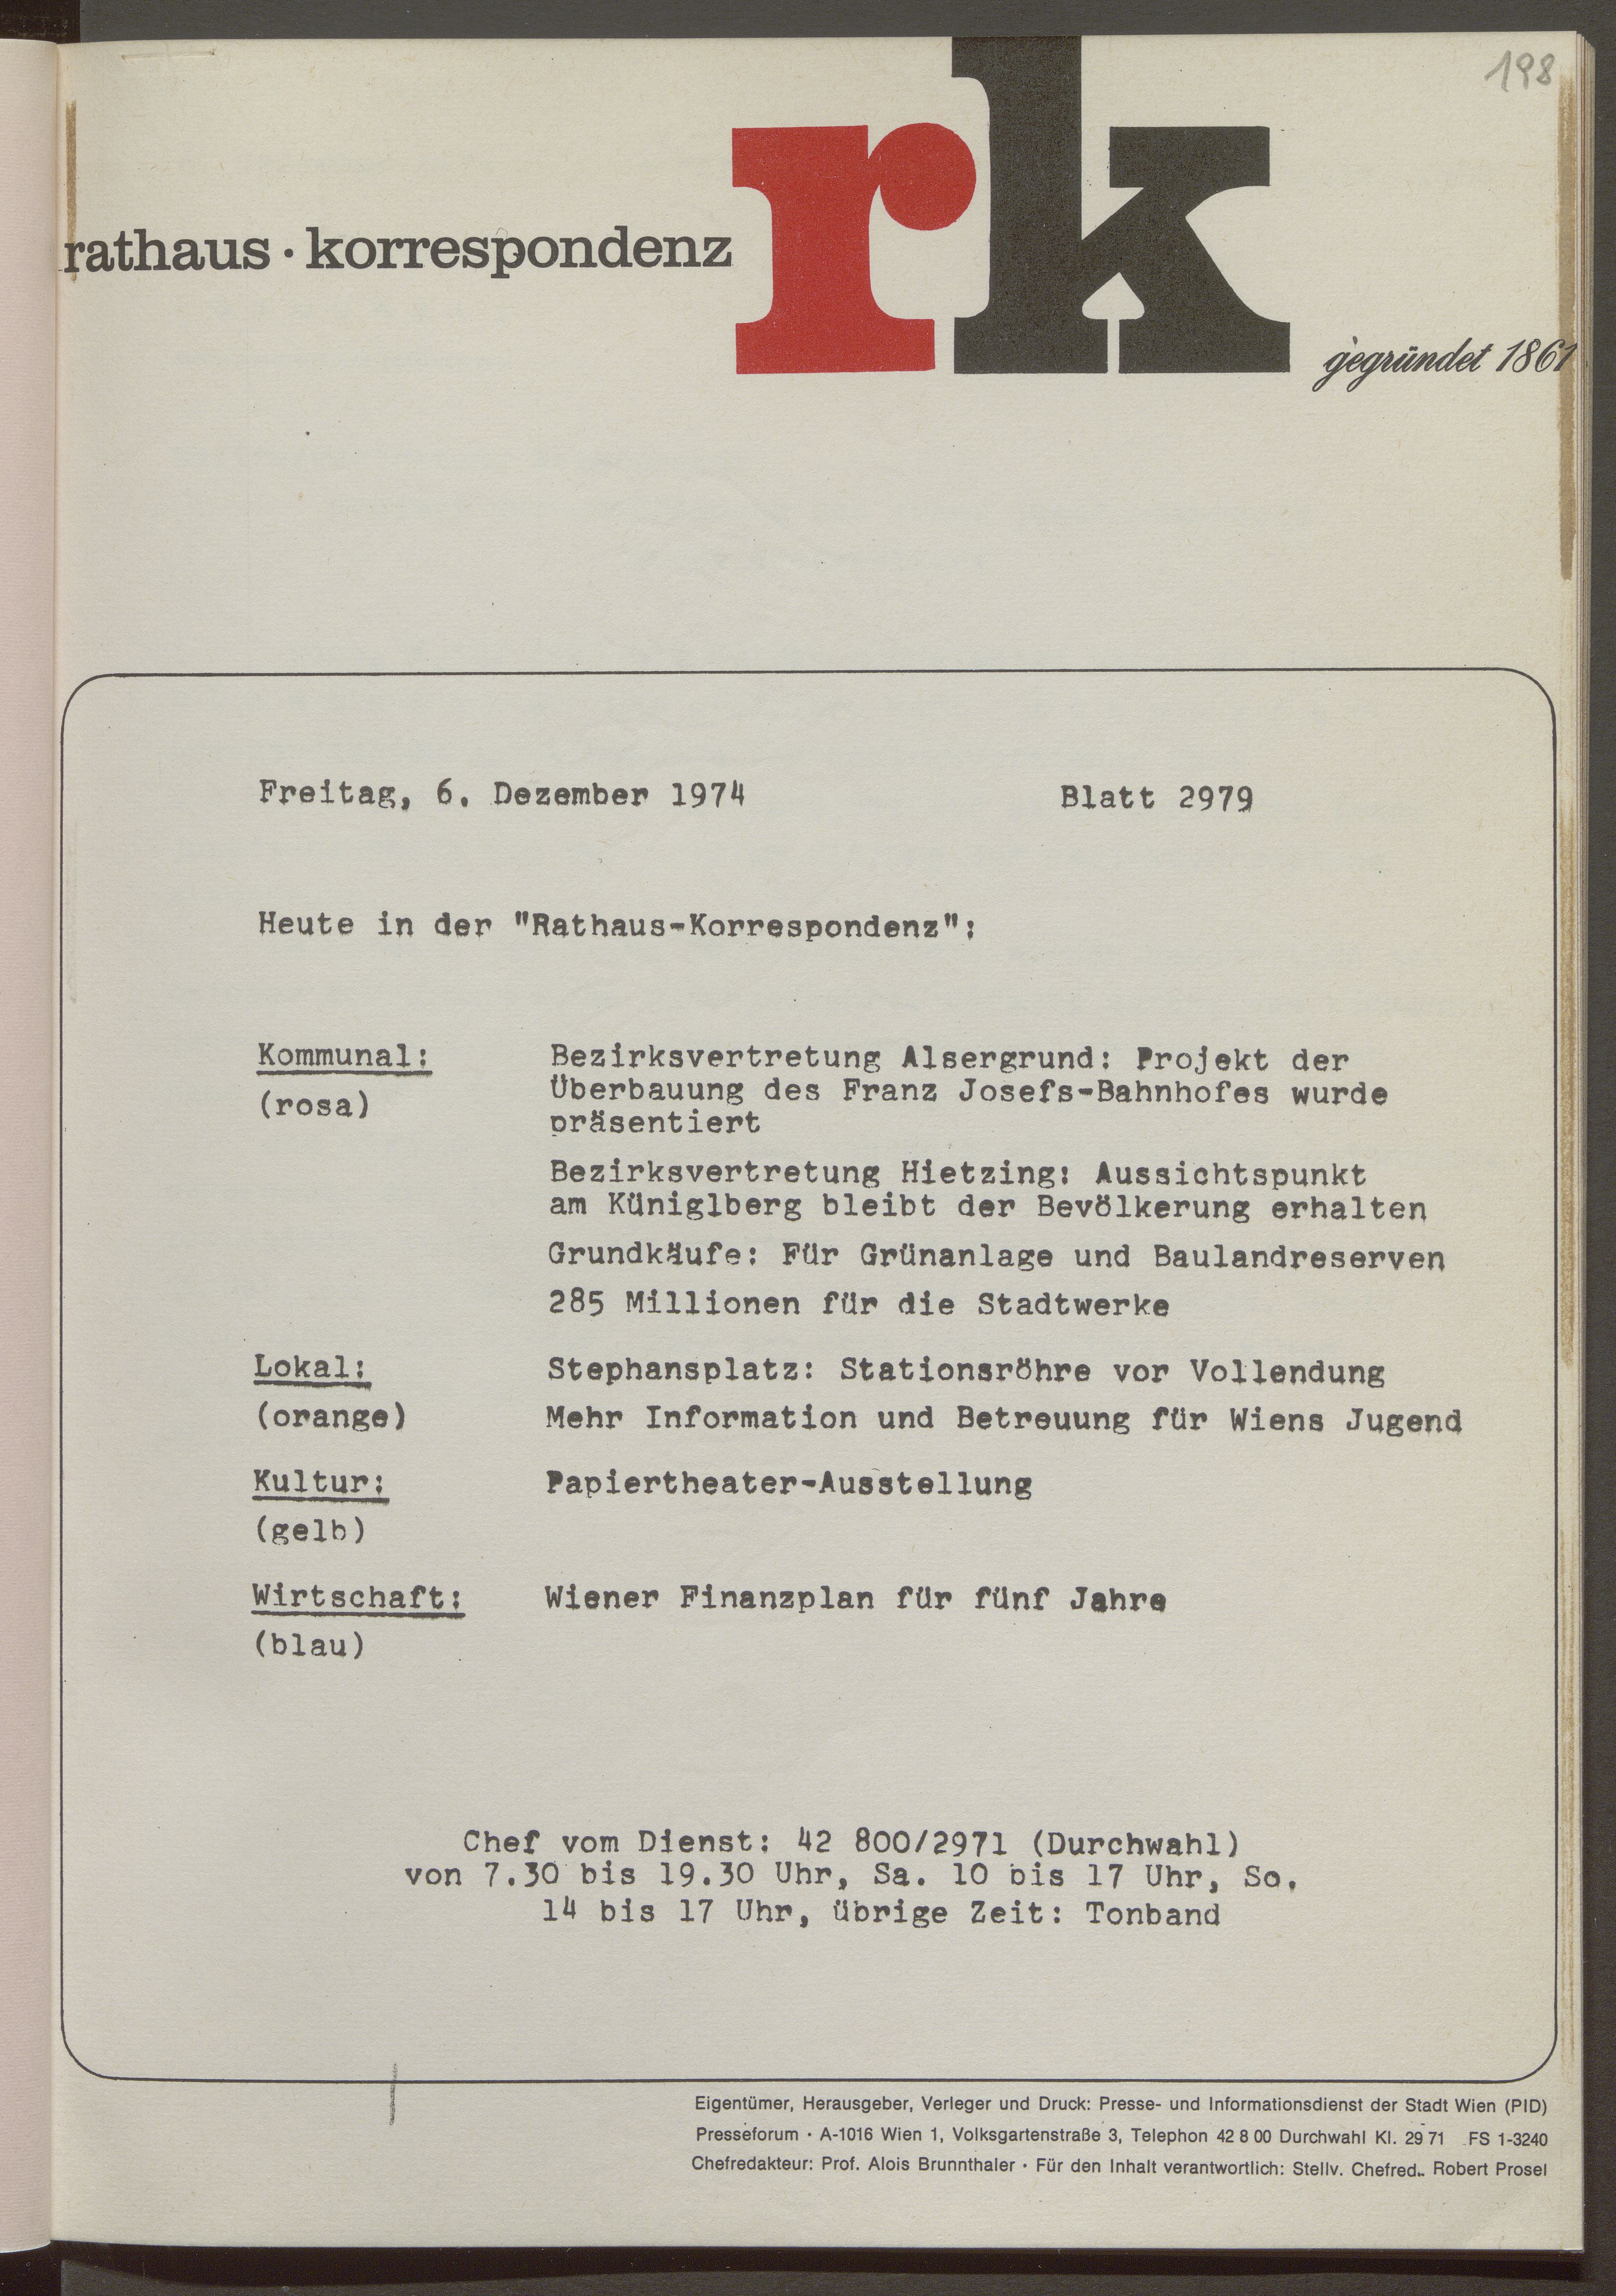 198
rk
rathaus · korrespondenz
gegründet 1861
Freitag, 6. Dezember 1974 Blatt 2979
Heute in der "Rathaus-Korrespondenz":
Kommunal: Bezirksvertretung Alsergrund: Projekt der
Überbauung des Franz Josefs-Bahnhofes wurde
(rosa)
präsentiert
Bezirksvertretung Hietzing: Aussichtspunkt
am Küniglberg bleibt der Bevölkerung erhalten
Grundkäufe: Für Grünanlage und Baulandreserven
285 Millionen für die Stadtwerke
Lokal: Stephansplatz: Stationsröhre vor Vollendung
(orange) Mehr Information und Betreuung für Wiens Jugend
Kultur: Papiertheater-Ausstellung
(gelb)
Wirtschaft: Wiener Finanzplan für fünf Jahre
(blau)
Chef vom Dienst: 42 800/2971 (Durchwahl)
von 7.30 bis 19.30 Uhr, Sa. 10 bis 17 Uhr, So.
14 bis 17 Uhr, übrige Zeit: Tonband
Eigentümer, Herausgeber, Verleger und Druck: Presse- und Informationsdienst der Stadt Wien (PID)
Presseforum · A-1016 Wien 1, Volksgartenstraße 3, Telephon 42 8 00 Durchwahl Kl. 29 71 FS 1-3240
Chefredakteur: Prof. Alois Brunnthaler · Für den Inhalt verantwortlich: Stellv. Chefred.. Robert Prosel